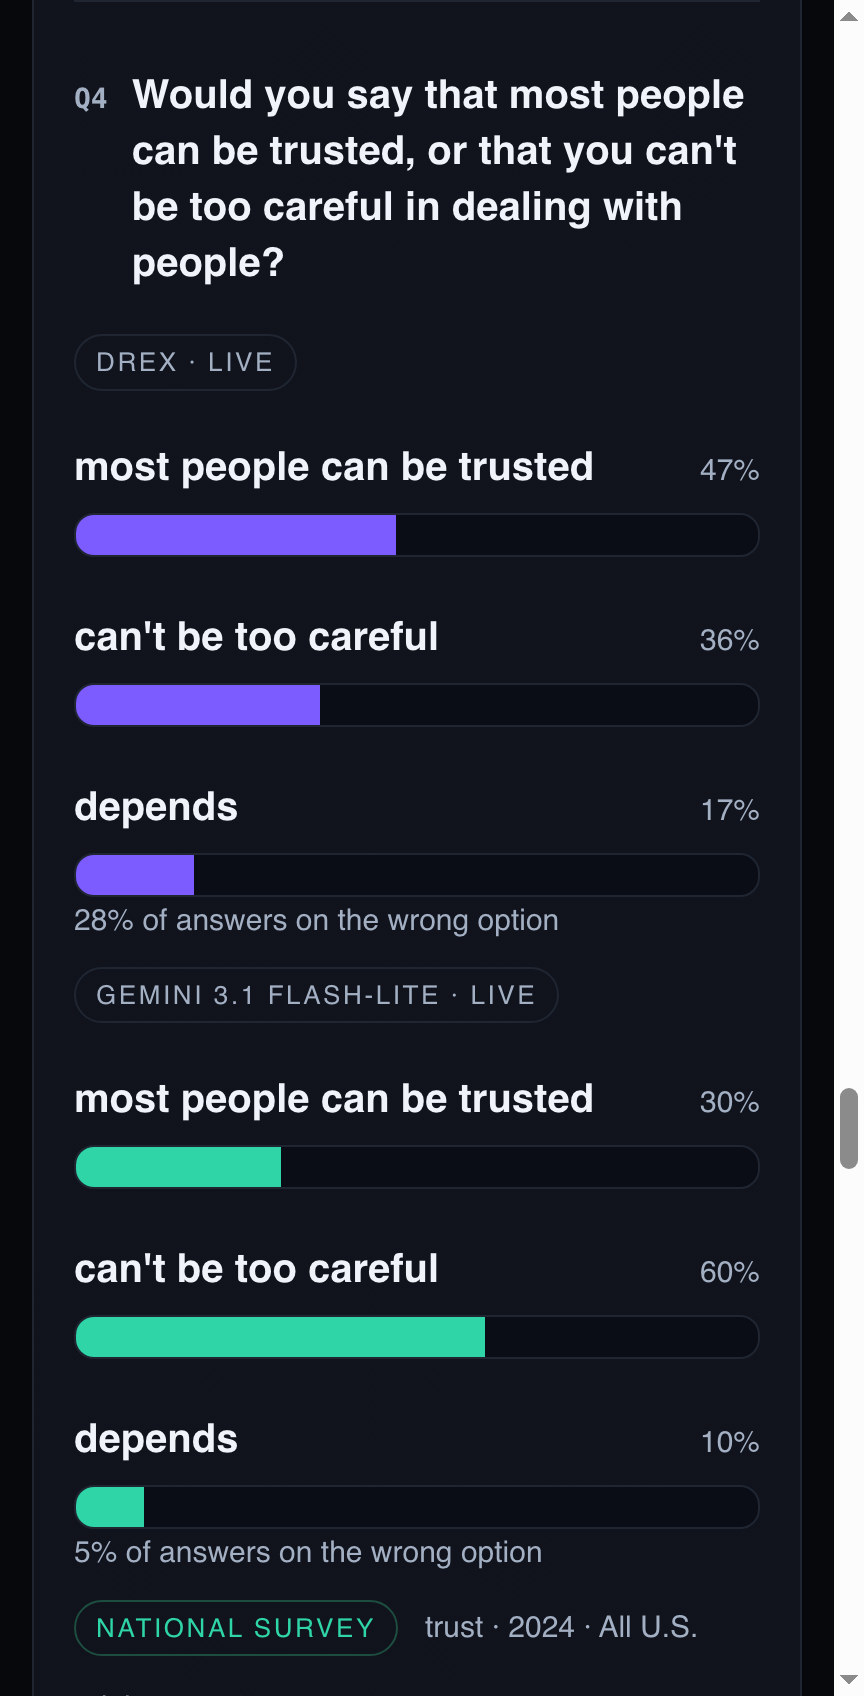 Q4 Would you say that most people
can be trusted, or that you can't
be too careful in dealing with
people?
DREX · LIVE
most people can be trusted 47%
can't be too careful 36%
depends 17%
28% of answers on the wrong option
GEMINI 3.1 FLASH-LITE · LIVE
most people can be trusted 30%
can't be too careful 60%
depends 10%
5% of answers on the wrong option
NATIONAL SURVEY trust · 2024 · All U.S.